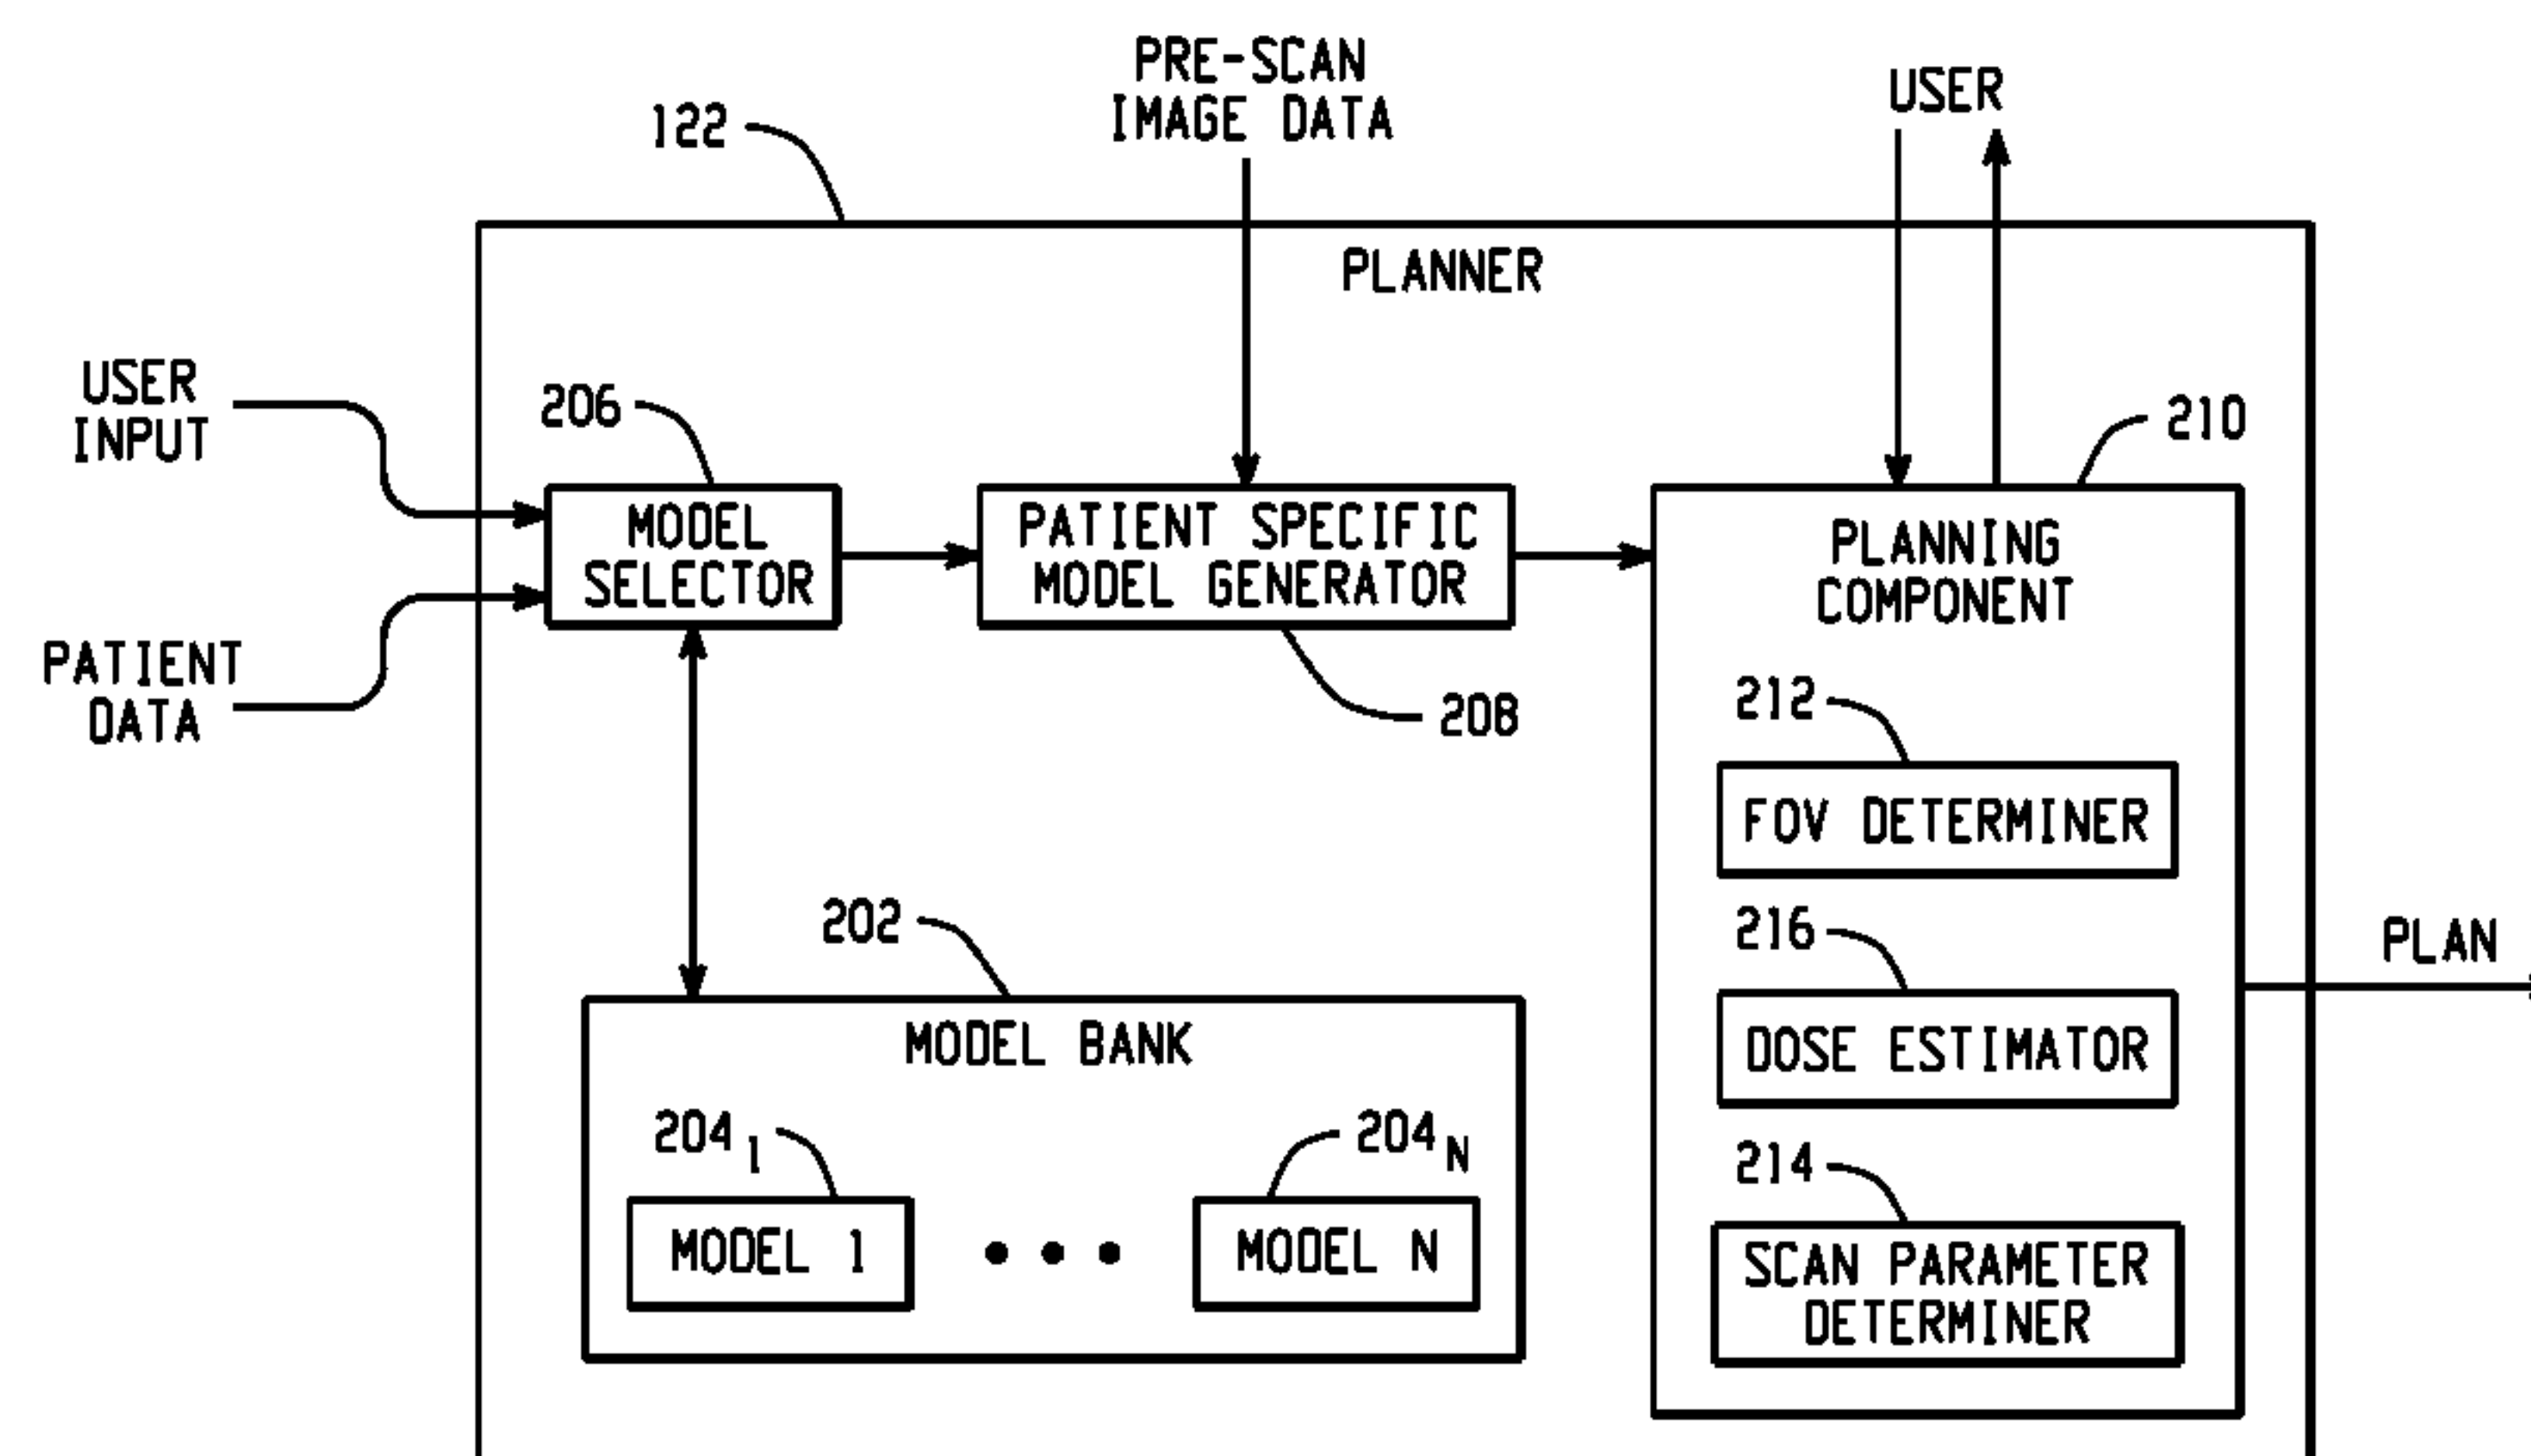 PRE-SCAN
IMAGE DATA
USER
122
PLANNER
USER
INPUT
206
210
MODEL
SELECTOR
PATIENT SPECIFIC
MODEL GENERATOR
PLANNING
COMPONENT
PATIENT
DATA
208
212
FOV DETERMINER
202
216
PLAN
MODEL BANK
DOSE ESTIMATOR
204 1
204 N
214
MODEL 1
MODEL N
SCAN PARAMETER
DETERMINER